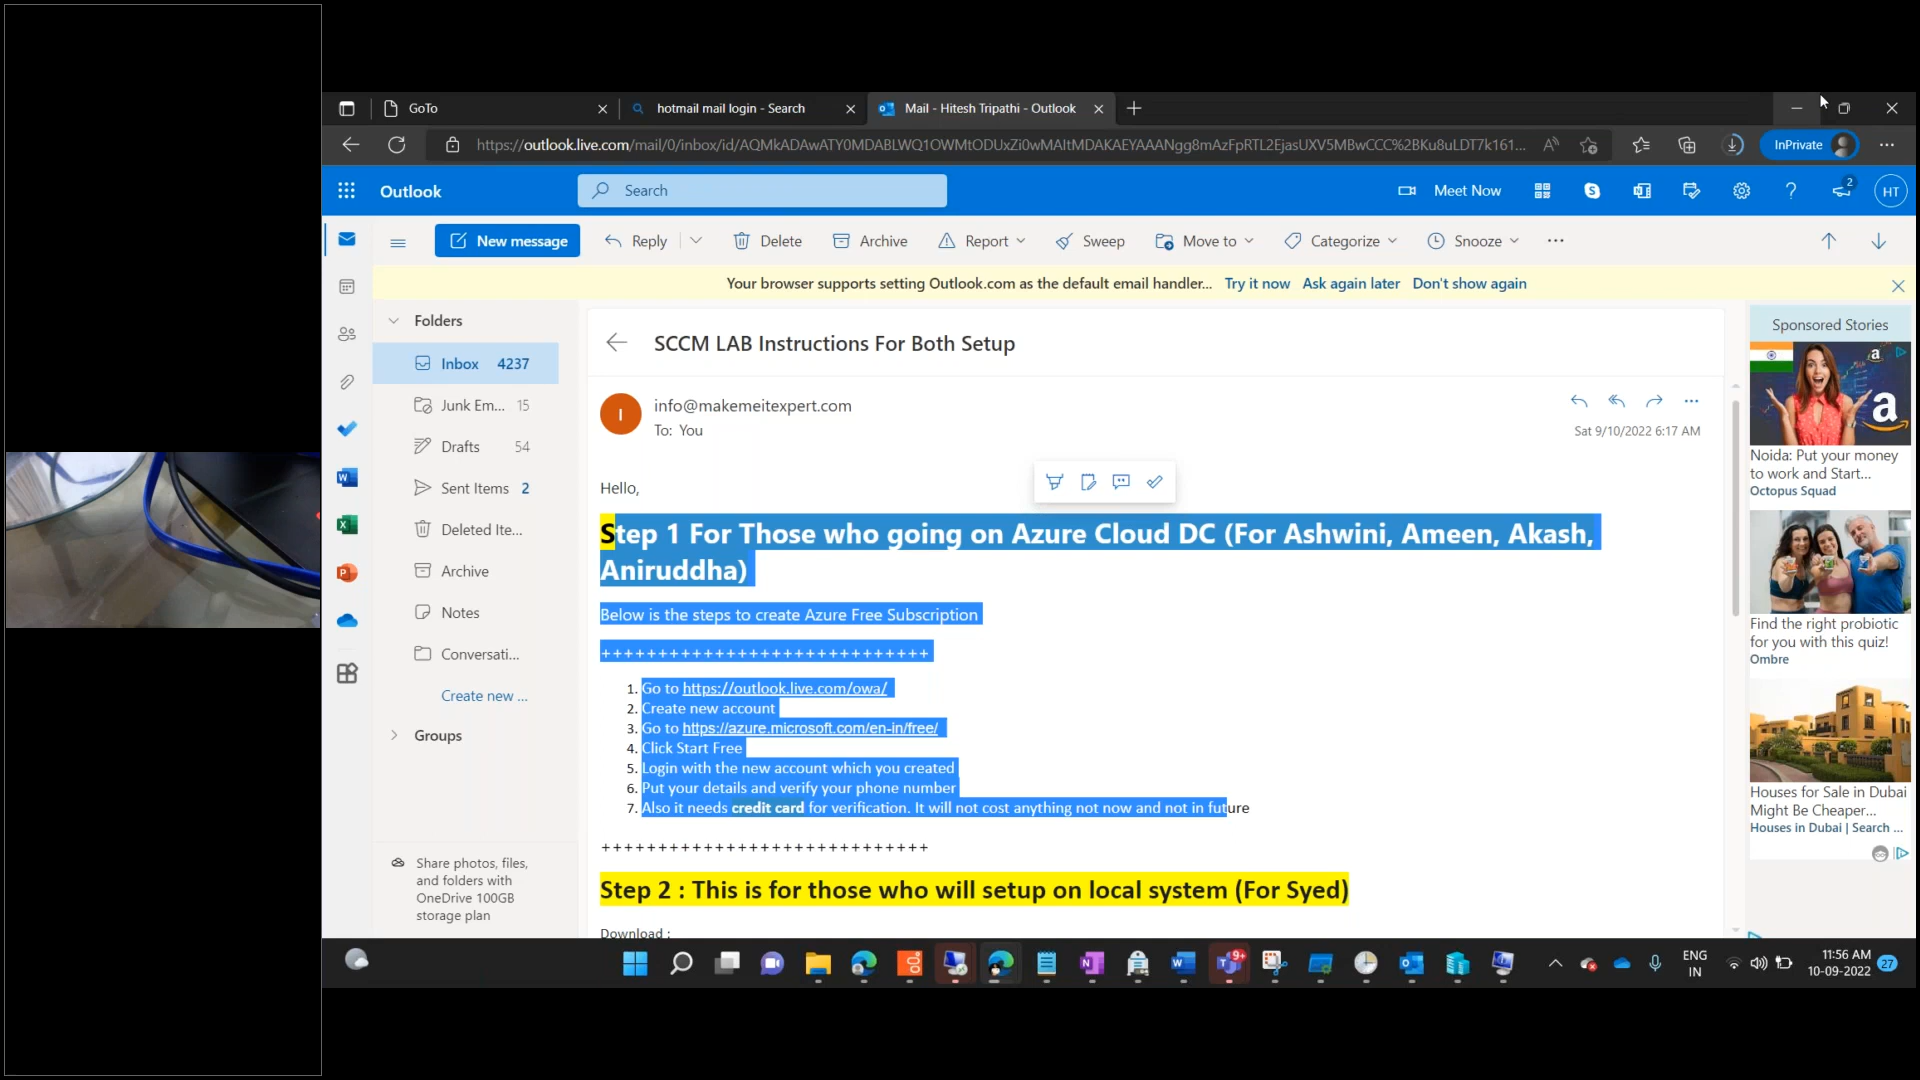 GoTo
hotmail mail login - Search
Mail - Hitesh Tripathi - Outlook
https://outlook.live.com/mail/0/inbox/id/AQMkADAwATY0MDABLWQ1OWMtODUxZi0wMAItMDAKAEYAAANgg8mAzFpRTL2EjasUXV5MBwCCC%2BKu8uLDT7k161...
InPrivate
Outlook
Search
Meet Now
2
HT
New message
Reply
Delete
Archive
Report
Sweep
Move to
Categorize
Snooze
Your browser supports setting Outlook.com as the default email handler... Try it now Ask again later Don't show again
Folders
Inbox 4237
Junk Em... 15
Drafts 54
Sent Items 2
Deleted Ite...
Archive
Notes
Conversati...
Create new ...
Groups
Share photos, files,
and folders with
OneDrive 100GB
storage plan
SCCM LAB Instructions For Both Setup
I
info@makemeitexpert.com
To: You
Sat 9/10/2022 6:17 AM
Hello,
Step 1 For Those who going on Azure Cloud DC (For Ashwini, Ameen, Akash,
Aniruddha)
Below is the steps to create Azure Free Subscription
+++++++++++++++++++++++++++++
1. Go to https://outlook.live.com/owa/
2. Create new account
3. Go to https://azure.microsoft.com/en-in/free/
4. Click Start Free
5. Login with the new account which you created
6. Put your details and verify your phone number
7. Also it needs credit card for verification. It will not cost anything not now and not in future
+++++++++++++++++++++++++++++
Step 2 : This is for those who will setup on local system (For Syed)
Download :
Sponsored Stories
Noida: Put your money
to work and Start...
Octopus Squad
Find the right probiotic
for you with this quiz!
Ombre
Houses for Sale in Dubai
Might Be Cheaper...
Houses in Dubai | Search ...
9+
ENG
IN
11:56 AM
10-09-2022
27